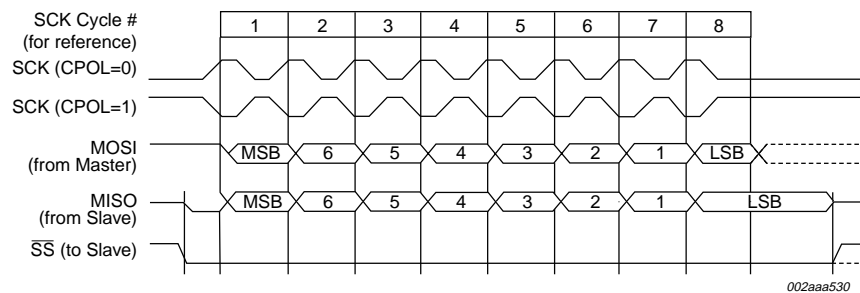 SCK Cycle # 1 2 3 4 5 6 7 8
(for reference)
SCK (CPOL=0)
SCK (CPOL=1)
MOSI MSB 6 5 4 3 2 1 LSB
(from Master)
MISO MSB 6 5 4 3 2 1 LSB
(from Slave)
S̅S̅ (to Slave)
002aaa530